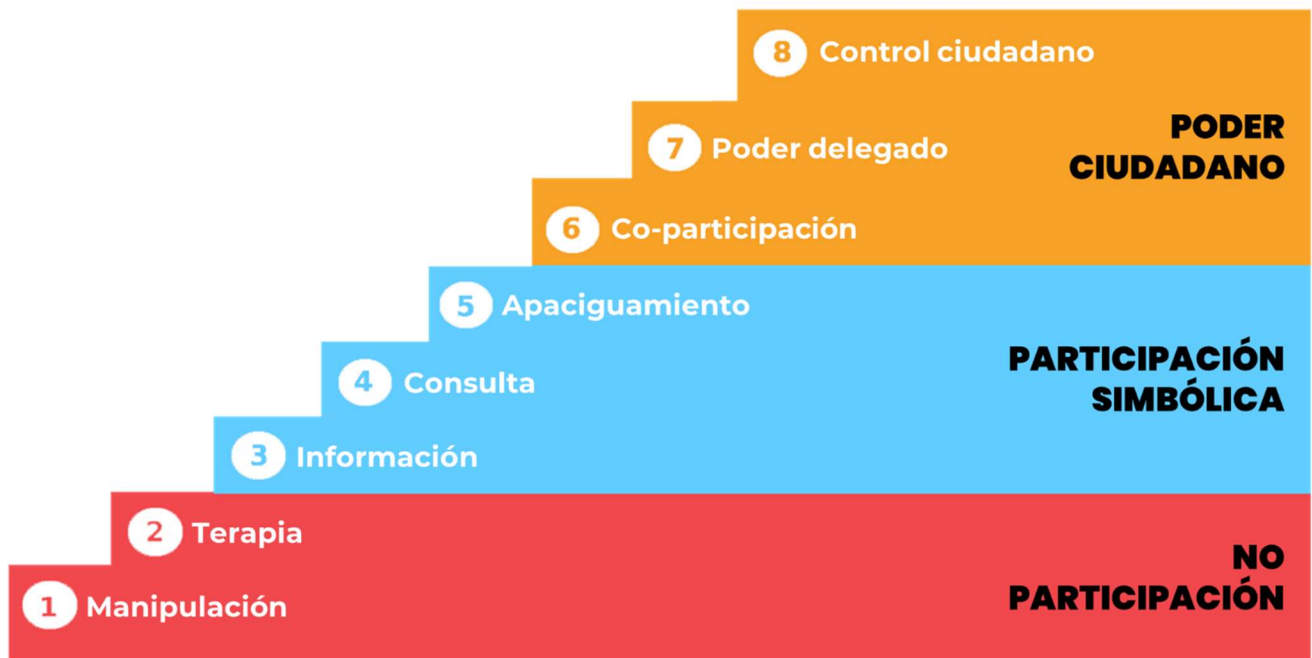 8 Control ciudadano
7 Poder delegado
PODER
CIUDADANO
6 Co-participación
5 Apaciguamiento
4 Consulta
PARTICIPACIÓN
SIMBÓLICA
3 Información
2 Terapia
1 Manipulación
NO
PARTICIPACIÓN